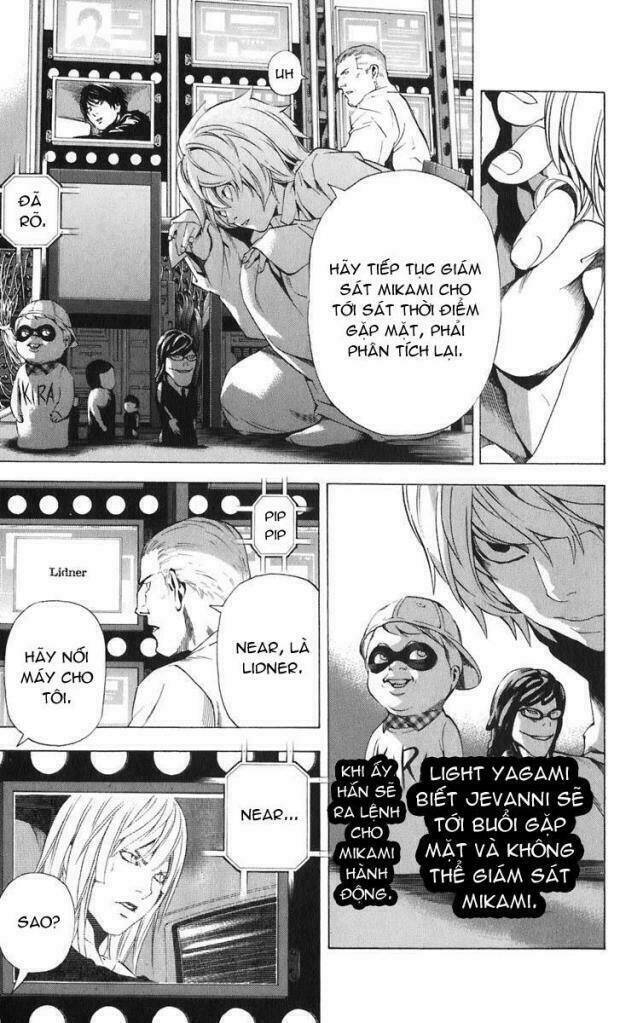 UH
HÃY TIẾP TỤC GIÁM
SÁT MIKAMI CHO
TỚI SÁT THỜI ĐIỂM
GẶP MẶT, PHẢI
PHÂN TÍCH LẠI.
ĐÃ
RÕ.
KIRA
LIGHT YAGAMI
BIẾT JEVANNI SẼ
TỚI BUỔI GẶP
MẶT VÀ KHÔNG
THỂ GIÁM SÁT
MIKAMI.
KHI ẤY
HẮN SẼ
RA LỆNH
CHO
MIKAMI
HÀNH
ĐỘNG.
KIR
PIP
PIP
Lidner
NEAR, LÀ
LIDNER.
HÃY NỐI
MÁY CHO
TÔI.
NEAR...
SAO?